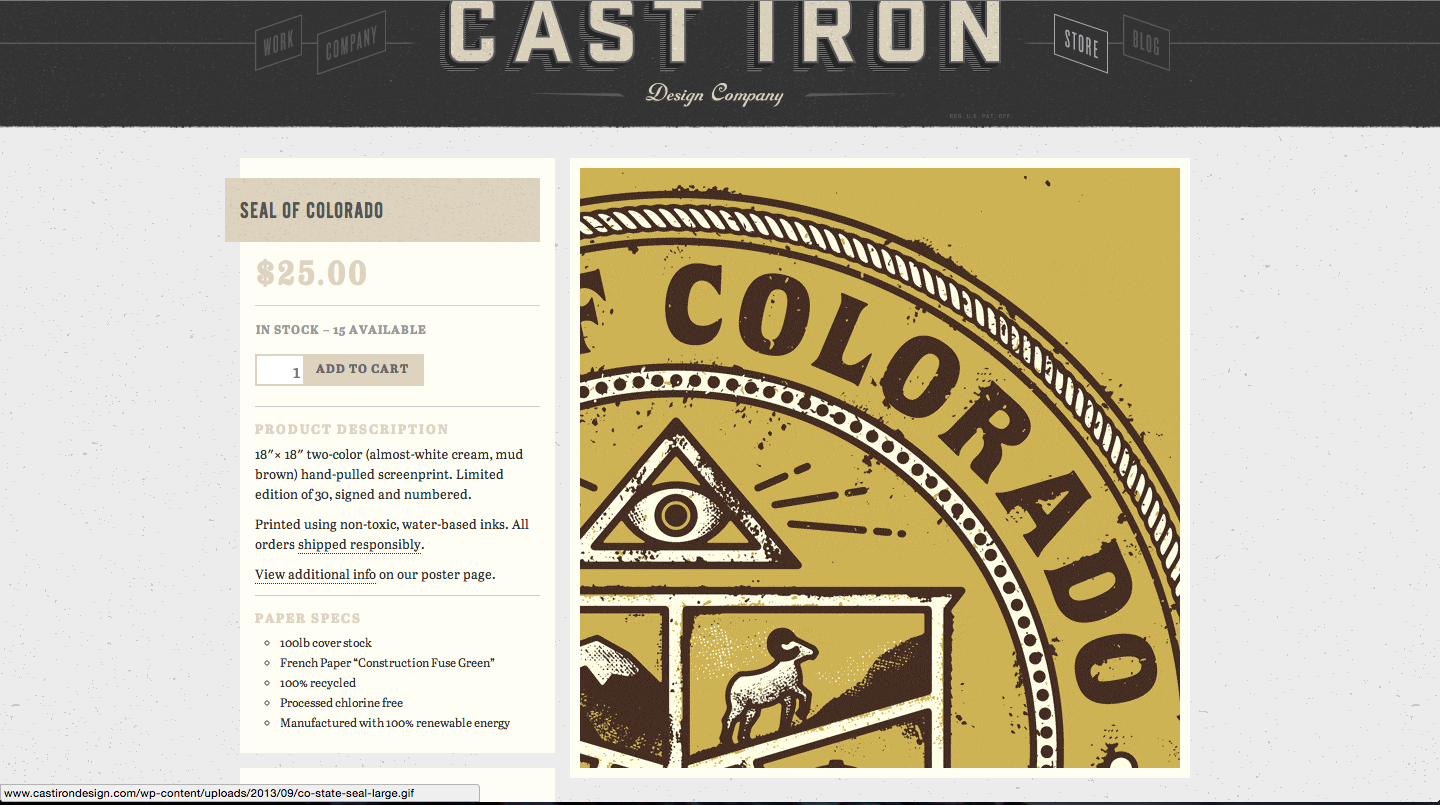 WORK
COMPANY
CAST IRON
STORE
BLOG
Design Company
REG. U.S. PAT. OFF.
SEAL OF COLORADO
$25.00
IN STOCK – 15 AVAILABLE
1 ADD TO CART
PRODUCT DESCRIPTION
18″× 18″ two-color (almost-white cream, mud
brown) hand-pulled screenprint. Limited
edition of 30, signed and numbered.
Printed using non-toxic, water-based inks. All
orders shipped responsibly.
View additional info on our poster page.
PAPER SPECS
100lb cover stock
French Paper “Construction Fuse Green”
100% recycled
Processed chlorine free
Manufactured with 100% renewable energy
F COLORADO
www.castirondesign.com/wp-content/uploads/2013/09/co-state-seal-large.gif